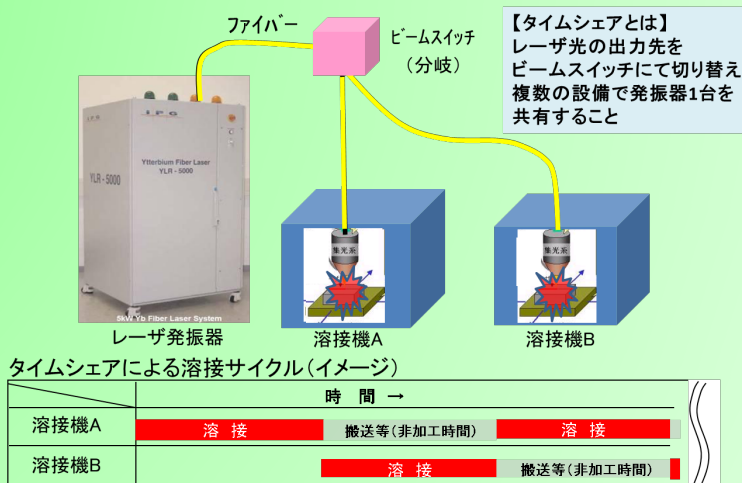 ファイバー
ビームスイッチ
(分岐)
【タイムシェアとは】
レーザ光の出力先を
ビームスイッチにて切り替え
複数の設備で発振器1台を
共有すること
IPG
Ytterbium Fiber Laser
YLR - 5000
YLR - 5000
集光系
集光系
5kW Yb Fiber Laser System
レーザ発振器
溶接機A
溶接機B
タイムシェアによる溶接サイクル(イメージ)
時 間 →
溶接機A
溶 接
搬送等(非加工時間)
溶 接
溶接機B
溶 接
搬送等(非加工時間)